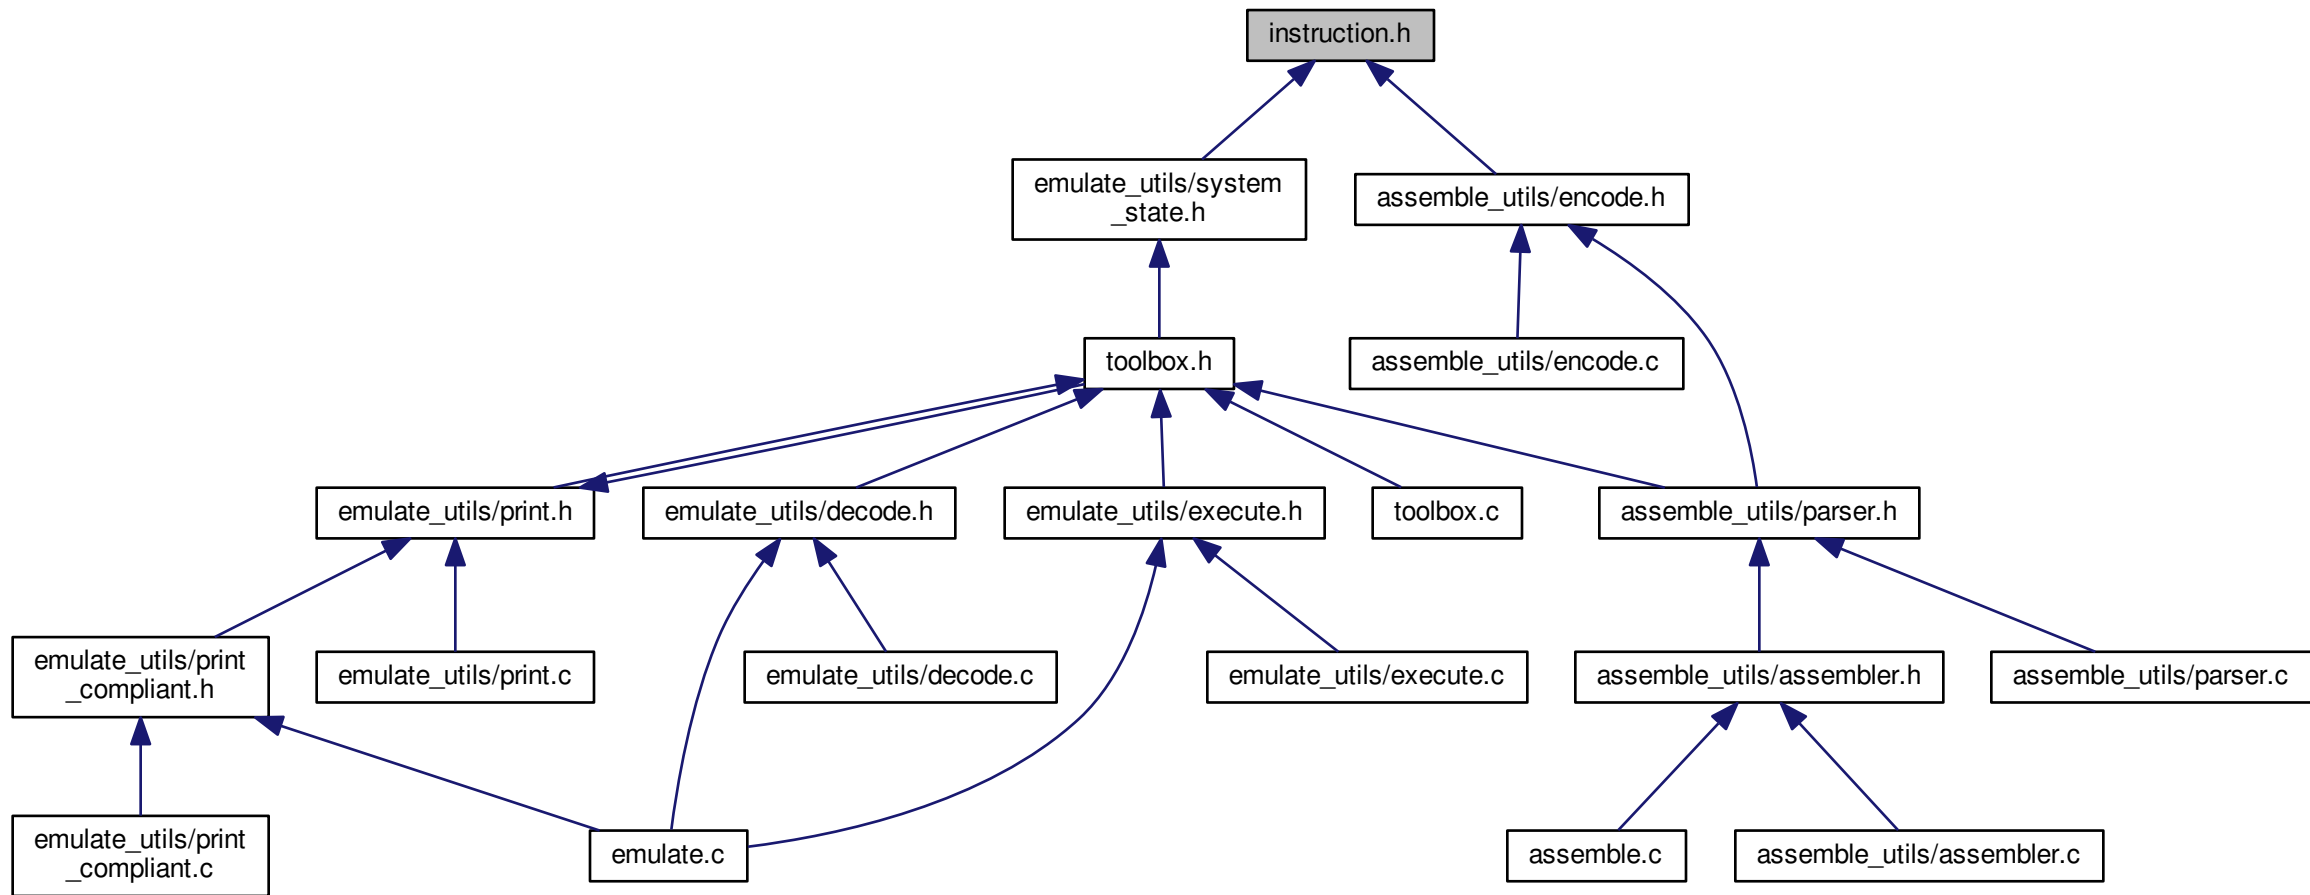 instruction.h
emulate_utils/system
_state.h
assemble_utils/encode.h
toolbox.h
assemble_utils/encode.c
emulate_utils/print.h
emulate_utils/decode.h
emulate_utils/execute.h
toolbox.c
assemble_utils/parser.h
emulate_utils/print
_compliant.h
emulate_utils/print.c
emulate_utils/decode.c
emulate_utils/execute.c
assemble_utils/assembler.h
assemble_utils/parser.c
emulate_utils/print
_compliant.c
emulate.c
assemble.c
assemble_utils/assembler.c